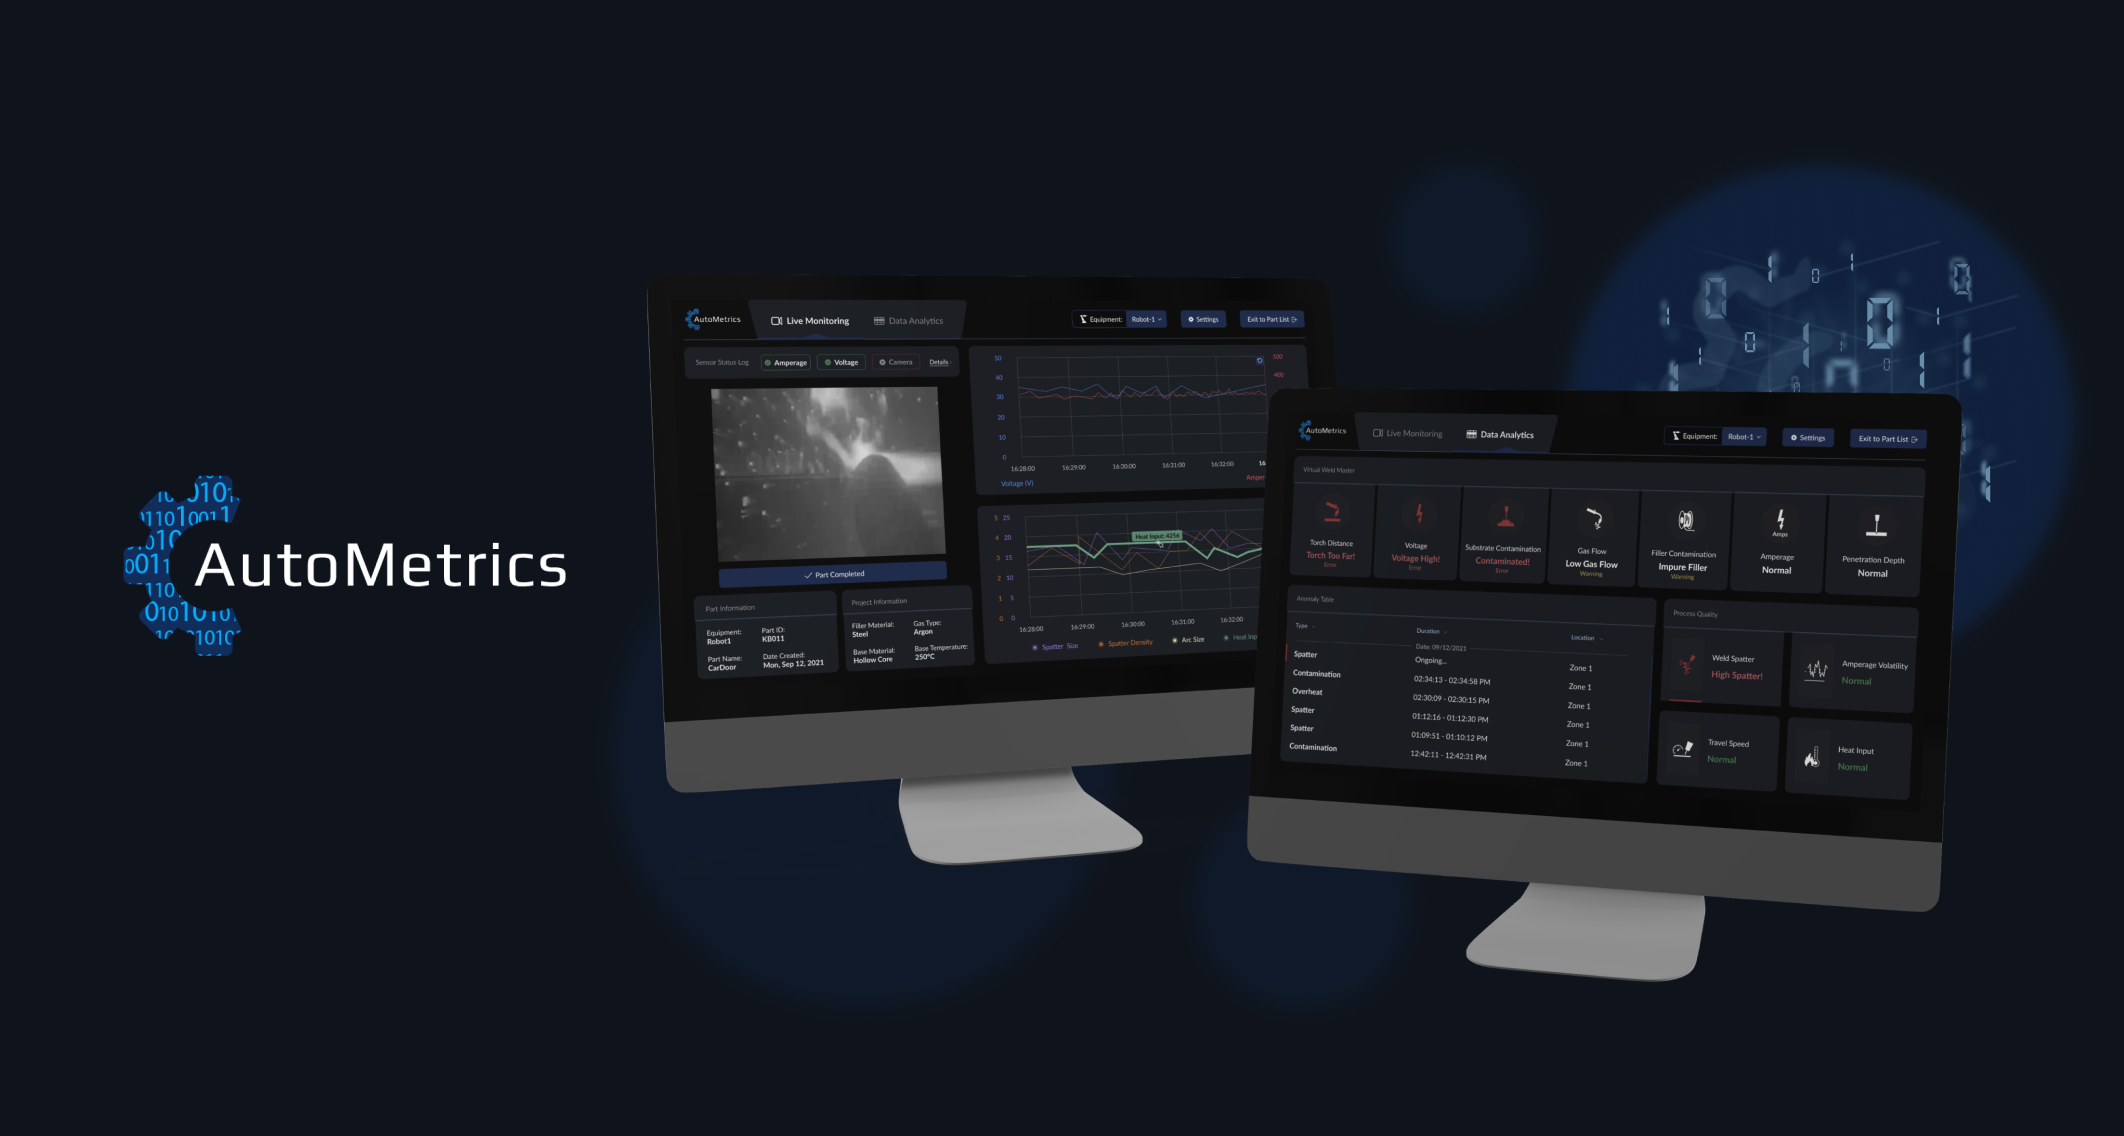 AutoMetrics
AutoMetrics
Live Monitoring
Data Analytics
Equipment: Robot-1
Settings
Exit to Part List
Sensor Status Log
Amperage
Voltage
Camera
Details
Part Completed
Part Information
Equipment:
Robot1
Part ID:
KB011
Part Name:
CarDoor
Date Created:
Mon, Sep 12, 2021
Project Information
Filler Material:
Steel
Gas Type:
Argon
Base Material:
Hollow Core
Base Temperature:
250°C
50
40
30
20
10
0
500
400
16:28:00 16:29:00 16:30:00 16:31:00 16:32:00 16
Voltage (V)
Amper
5 25
4 20
3 15
2 10
1 5
0 0
Heat Input: 4256
16:28:00 16:29:00 16:30:00 16:31:00 16:32:00
Spatter Size
Spatter Density
Arc Size
Heat Inp
AutoMetrics
Live Monitoring
Data Analytics
Equipment: Robot-1
Settings
Exit to Part List
Virtual Weld Master
Torch Distance
Torch Too Far!
Error
Voltage
Voltage High!
Error
Substrate Contamination
Contaminated!
Error
Gas Flow
Low Gas Flow
Warning
Filler Contamination
Impure Filler
Warning
Amps
Amperage
Normal
Penetration Depth
Normal
Anomaly Table
Type Duration Location
Date: 09/12/2021
Spatter Ongoing... Zone 1
Contamination 02:34:13 - 02:34:58 PM Zone 1
Overheat 02:30:09 - 02:30:15 PM Zone 1
Spatter 01:12:16 - 01:12:30 PM Zone 1
Spatter 01:09:51 - 01:10:12 PM Zone 1
Contamination 12:42:11 - 12:42:31 PM Zone 1
Process Quality
Weld Spatter
High Spatter!
Amperage Volatility
Normal
Travel Speed
Normal
Heat Input
Normal